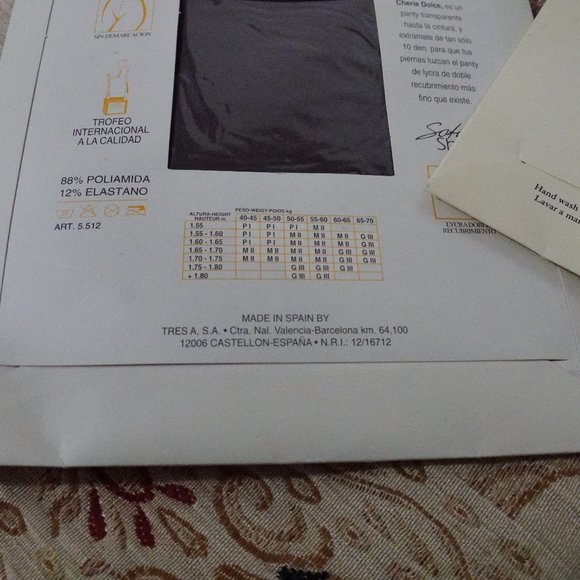 SIN DEMARCACION
TROFEO
INTERNACIONAL
A LA CALIDAD
88% POLIAMIDA
12% ELASTANO
ART. 5.512
Cherie Dolce, es un
panty transparente
hasta la cintura, y
extramate de tan sólo
10 den. para que tus
piernas luzcan el panty
de lycra de doble
recubrimiento más
fino que existe.
LYCRA DOBLE
RECUBRIMIENTO
Hand wash
Lavar a ma
ALTURA-HEIGHT PESO-WEIGT-POIDS kg
HAUTEUR m 40-45 45-50 50-55 55-60 60-65 65-70
1.55 P I P I P I M II
1.55 - 1.60 P I P I M II M II M II G III
1.60 - 1.65 P I P I M II M II M II G III
1.65 - 1.70 M II M II M II M II M II G III
1.70 - 1.75 M II M II M II M II G III G III
1.75 - 1.80 G III G III G III
+ 1.80 G III G III
MADE IN SPAIN BY
TRES A, S.A. • Ctra. Nal. Valencia-Barcelona km. 64,100
12006 CASTELLON-ESPAÑA • N.R.I.: 12/16712